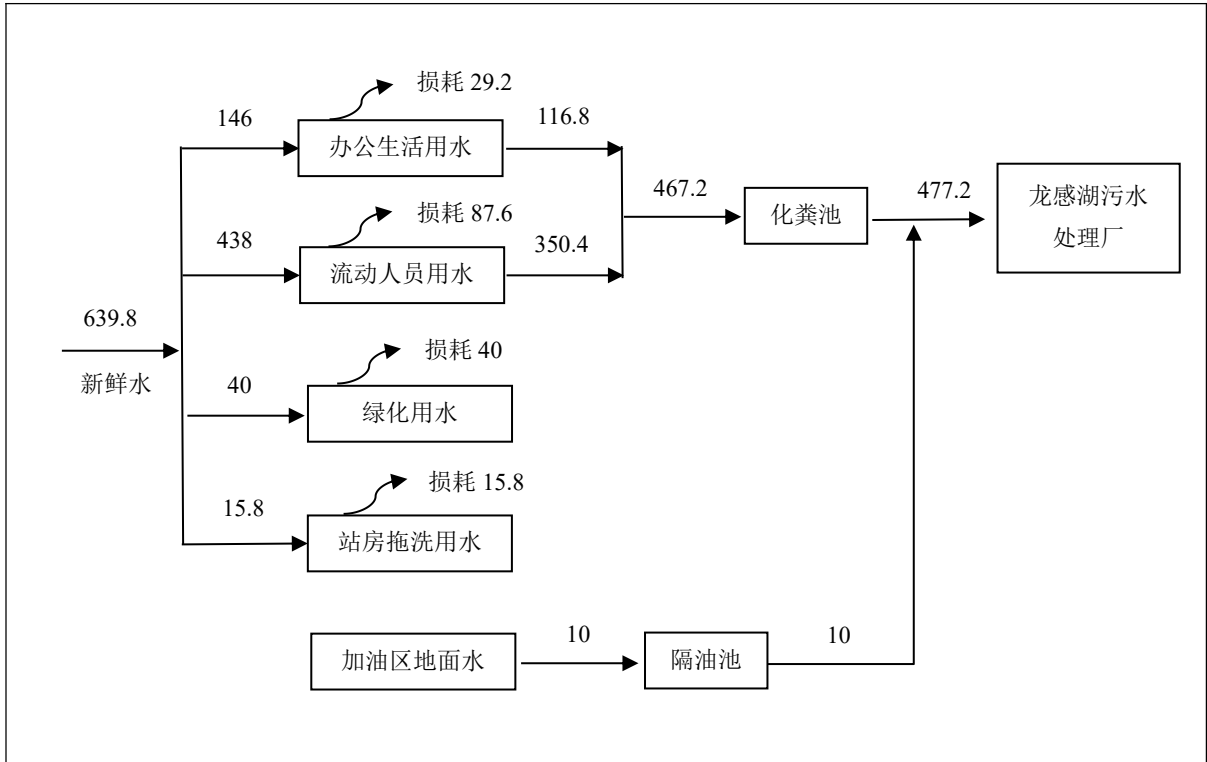 损耗 29.2
146
办公生活用水
116.8
损耗 87.6
438
流动人员用水
350.4
467.2
化粪池
477.2
龙感湖污水
处理厂
639.8
新鲜水
损耗 40
40
绿化用水
损耗 15.8
15.8
站房拖洗用水
加油区地面水
10
隔油池
10